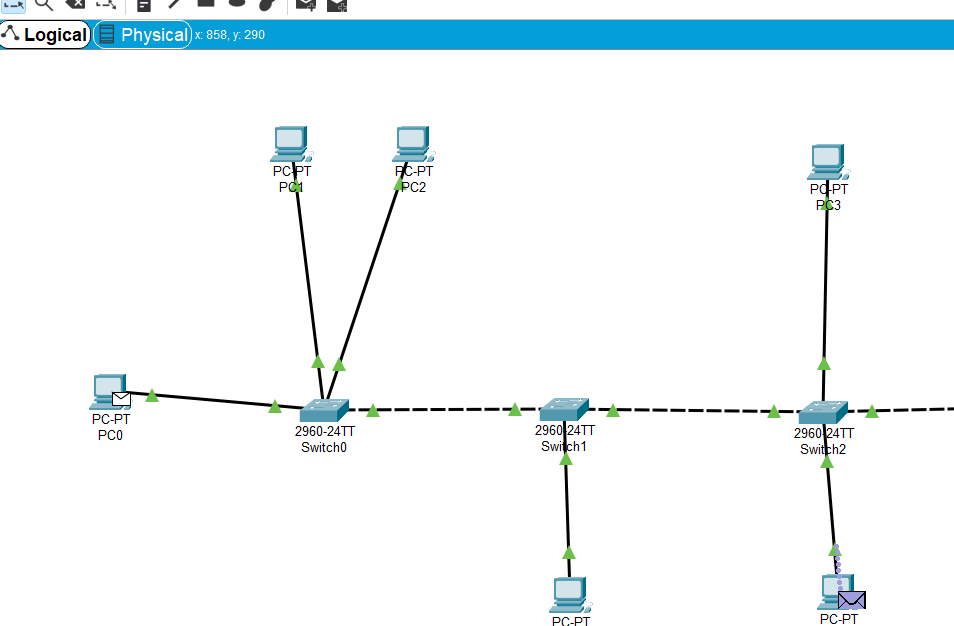 Logical
Physical
x: 858, y: 290
PC-PT
PC1
PC-PT
PC2
PC-PT
PC3
PC-PT
PC0
2960-24TT
Switch0
2960-24TT
Switch1
2960-24TT
Switch2
PC-PT
PC-PT